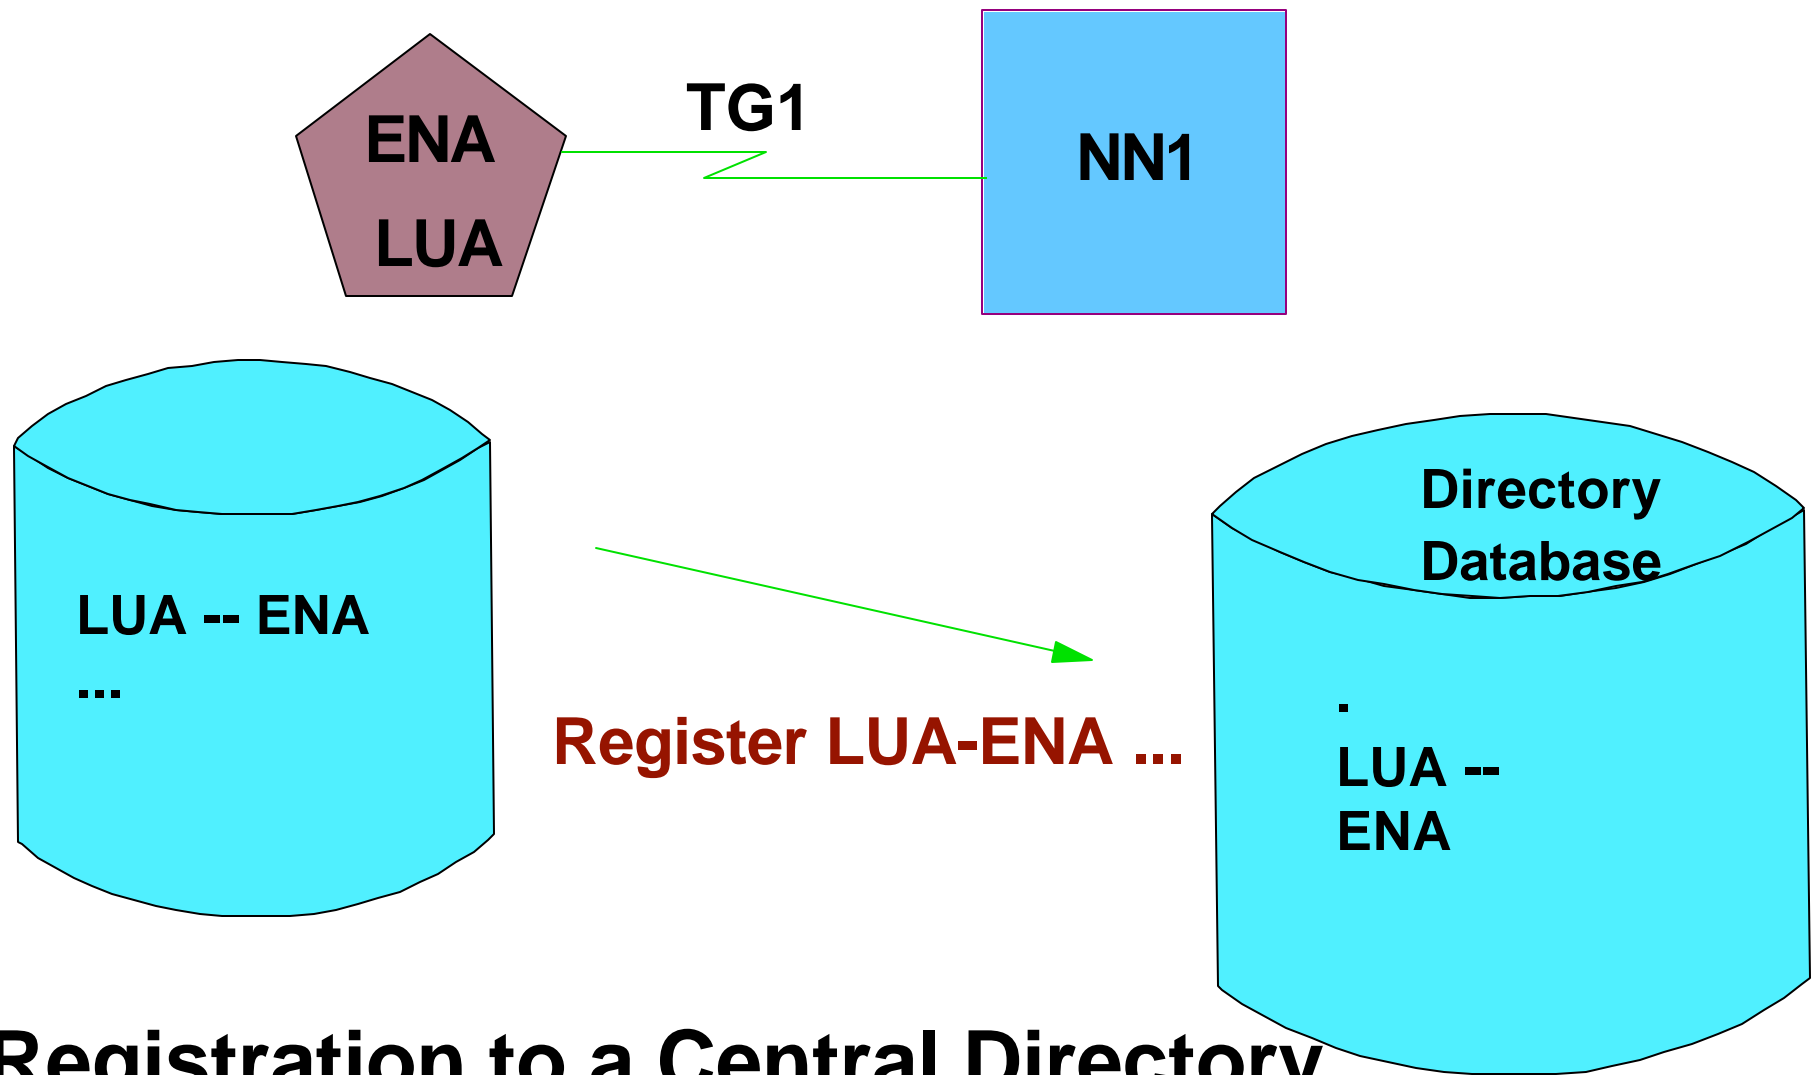 ENA
LUA
TG1
NN1
Directory
Database
LUA -- ENA
...
Register LUA-ENA ...
.
LUA --
ENA
Registration to a Central Directory